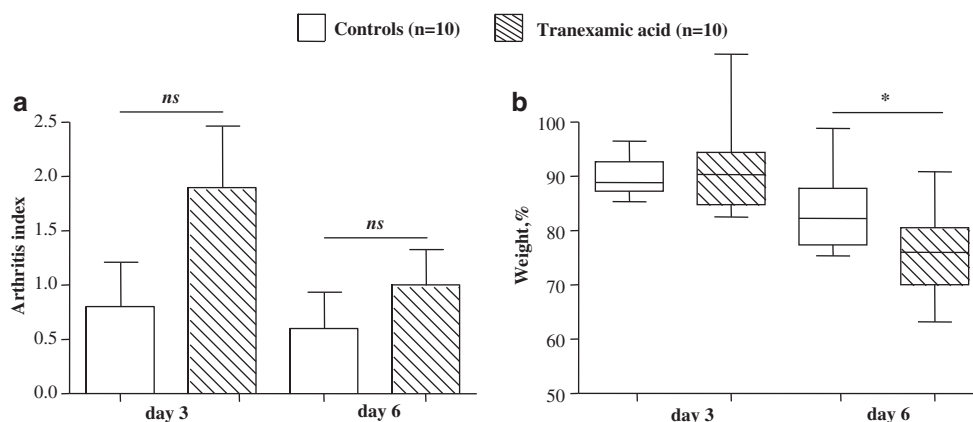 Controls (n=10) Tranexamic acid (n=10)
a
ns
ns
2.5
2.0
1.5
1.0
0.5
0.0
Arthritis index
day 3 day 6
b
*
100
90
80
70
60
50
Weight,%
day 3 day 6